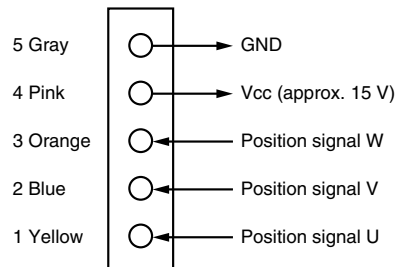 5 Gray GND
4 Pink Vcc (approx. 15 V)
3 Orange Position signal W
2 Blue Position signal V
1 Yellow Position signal U